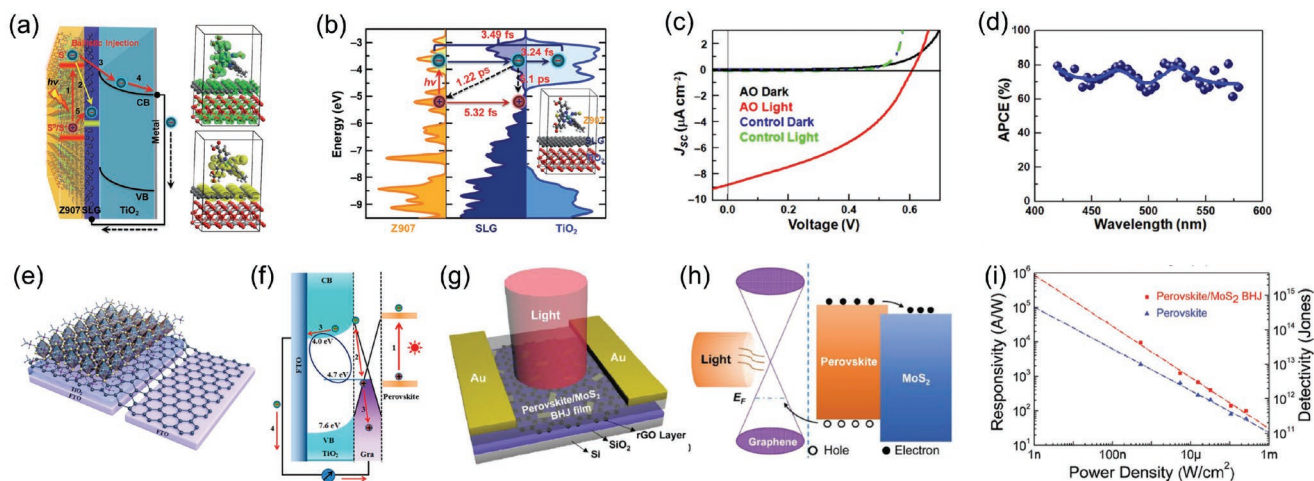 (a)
Ballistic Injection
S*
hν
1
2
3
4
5
S⁺/S
CB
VB
Metal
Z907 SLG TiO₂
(b)
3.49 fs
3.24 fs
1.22 ps
hν
5.32 fs
Z907
SLG
TiO₂
-3
-4
-5
-6
-7
-8
-9
Energy (eV)
Z907 SLG TiO₂
(c)
2
0
-2
-4
-6
-8
-10
Jsc (μA cm⁻²)
AO Dark
AO Light
Control Dark
Control Light
0.0 0.2 0.4 0.6
Voltage (V)
(d)
100
80
60
40
20
0
APCE (%)
400 450 500 550 600
Wavelength (nm)
(e)
TiO₂
FTO
FTO
(f)
CB
3
4.0 eV
2
1
4.7 eV
3
FTO
Perovskite
4
7.6 eV
VB
TiO₂ Gra
(g)
Light
Au
Au
Perovskite/MoS₂
BHJ film
rGO Layer
SiO₂
Si
(h)
Light
E_F
Graphene
Perovskite
MoS₂
Hole Electron
(i)
10⁶
10⁵
10⁴
10³
10²
10¹
Responsivity (A/W)
Perovskite/MoS₂ BHJ
Perovskite
10¹⁵
10¹⁴
10¹³
10¹²
10¹¹
Detectivity (Jones)
1n 100n 10μ 1m
Power Density (W/cm²)